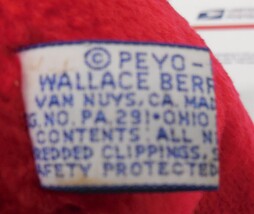 © PEYO -
WALLACE BERR
VAN NUYS, CA. MAD
G. NO. PA. 291 • OHIO
CONTENTS: ALL N
REDDED CLIPPINGS, S
AFETY PROTECTED